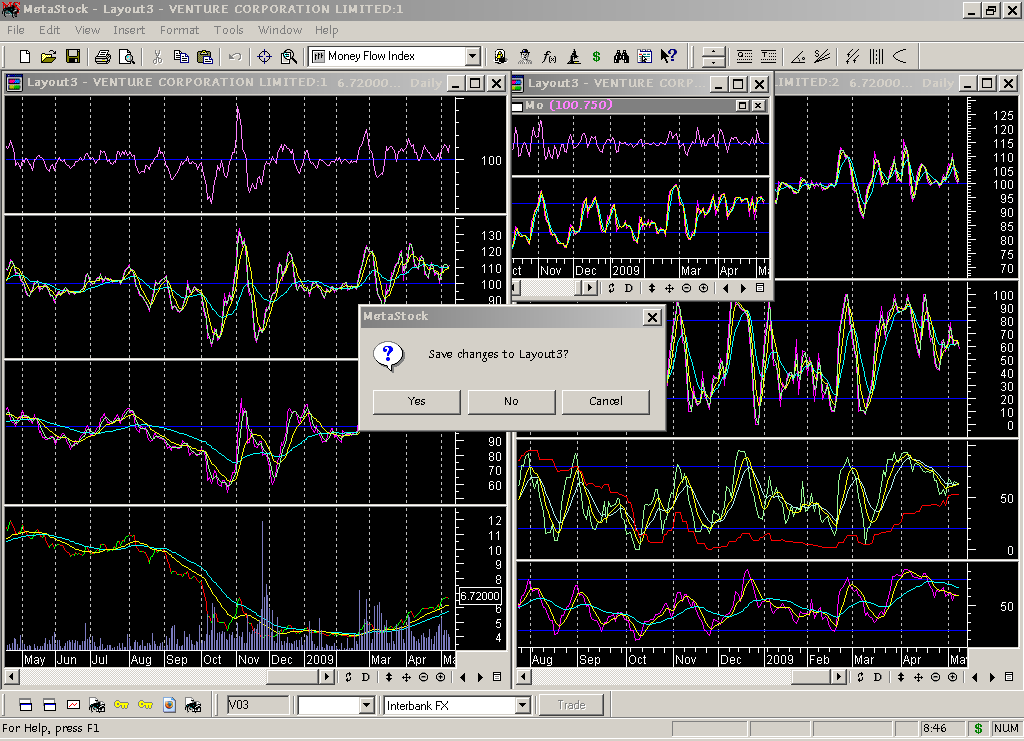 MetaStock - Layout3 - VENTURE CORPORATION LIMITED:1
File Edit View Insert Format Tools Window Help
Money Flow Index
Layout3 - VENTURE CORPORATION LIMITED:1 6.72000... Daily
Layout3 - VENTURE CORP...
IMITED:2 6.72000... Daily
Mo (100.750)
100
130
120
110
100
90
90
80
70
60
12
11
10
9
8
6.72000
6
5
4
May Jun Jul Aug Sep Oct Nov Dec 2009 Mar Apr Ma
D
ct Nov Dec 2009 Mar Apr Ma
D
125
115
110
105
100
95
90
85
80
75
70
100
90
80
70
60
50
40
30
20
10
0
50
0
50
Aug Sep Oct Nov Dec 2009 Feb Mar Apr Ma
D
MetaStock
Save changes to Layout3?
Yes No Cancel
V03 Interbank FX Trade
For Help, press F1
8:46 $ NUM